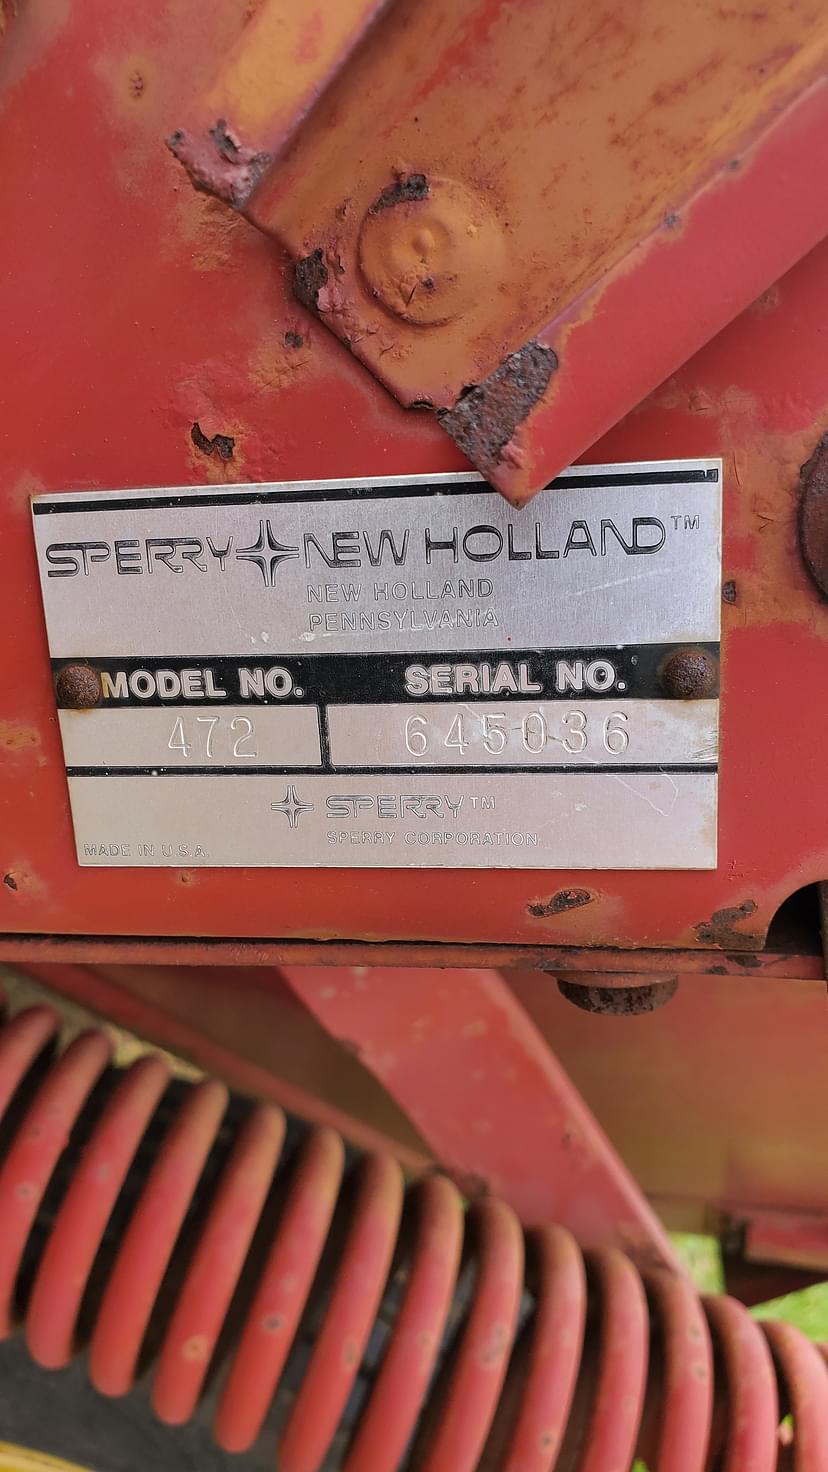 SPERRY NEW HOLLAND™
NEW HOLLAND
PENNSYLVANIA
MODEL NO. SERIAL NO.
472 645036
SPERRY™
SPERRY CORPORATION
MADE IN U.S.A.